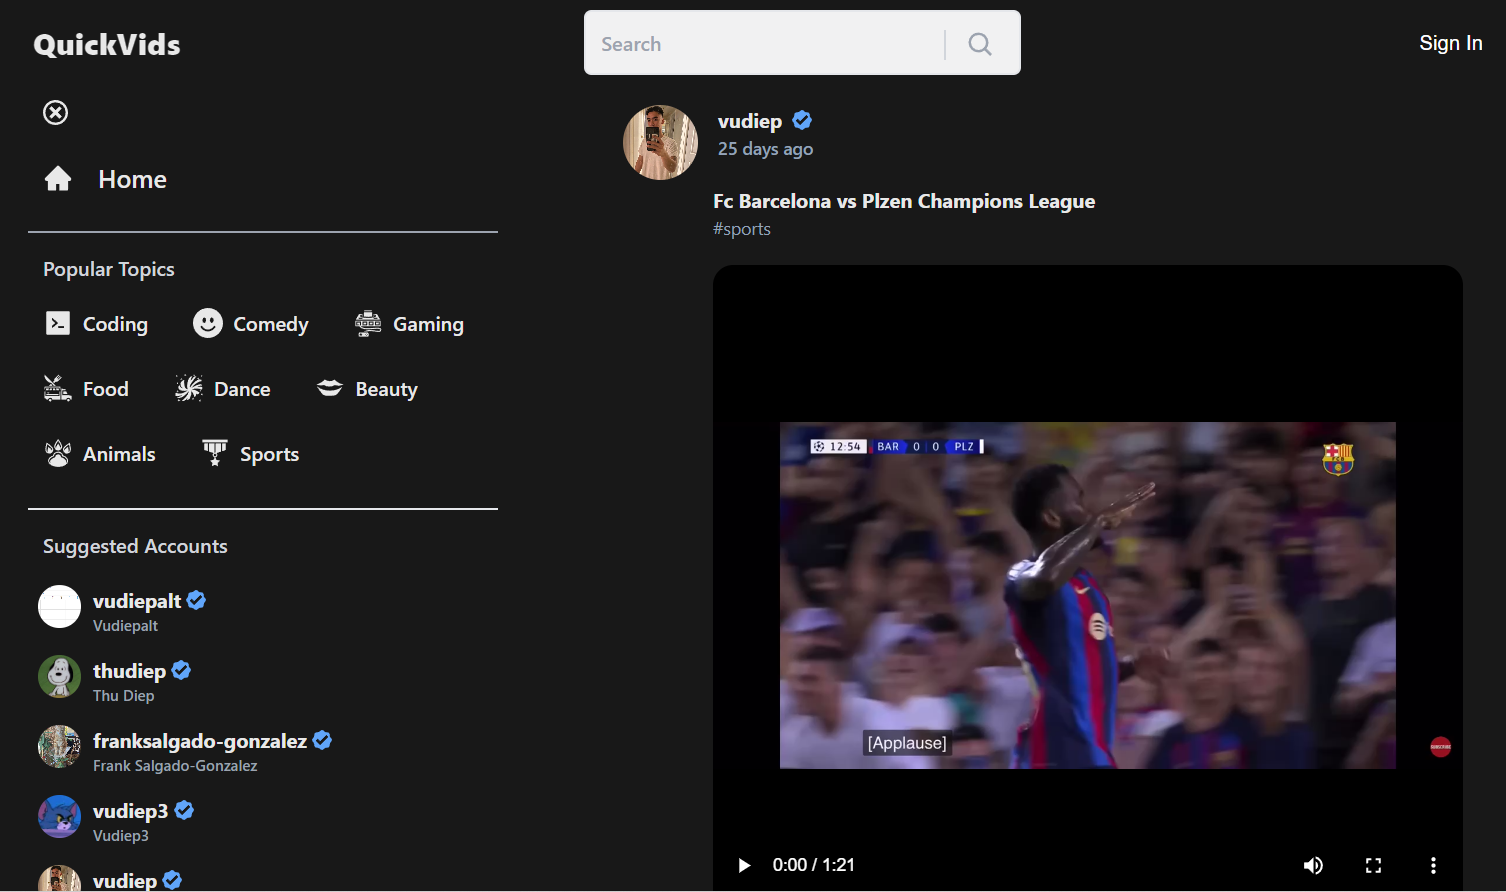 QuickVids
Search
Sign In
Home
Popular Topics
Coding
Comedy
Gaming
Food
Dance
Beauty
Animals
Sports
Suggested Accounts
vudiepalt
Vudiepalt
thudiep
Thu Diep
franksalgado-gonzalez
Frank Salgado-Gonzalez
vudiep3
Vudiep3
vudiep
vudiep
25 days ago
Fc Barcelona vs Plzen Champions League
#sports
12:54 BAR 0 0 PLZ
FCB
[Applause]
SUBSCRIBE
0:00 / 1:21